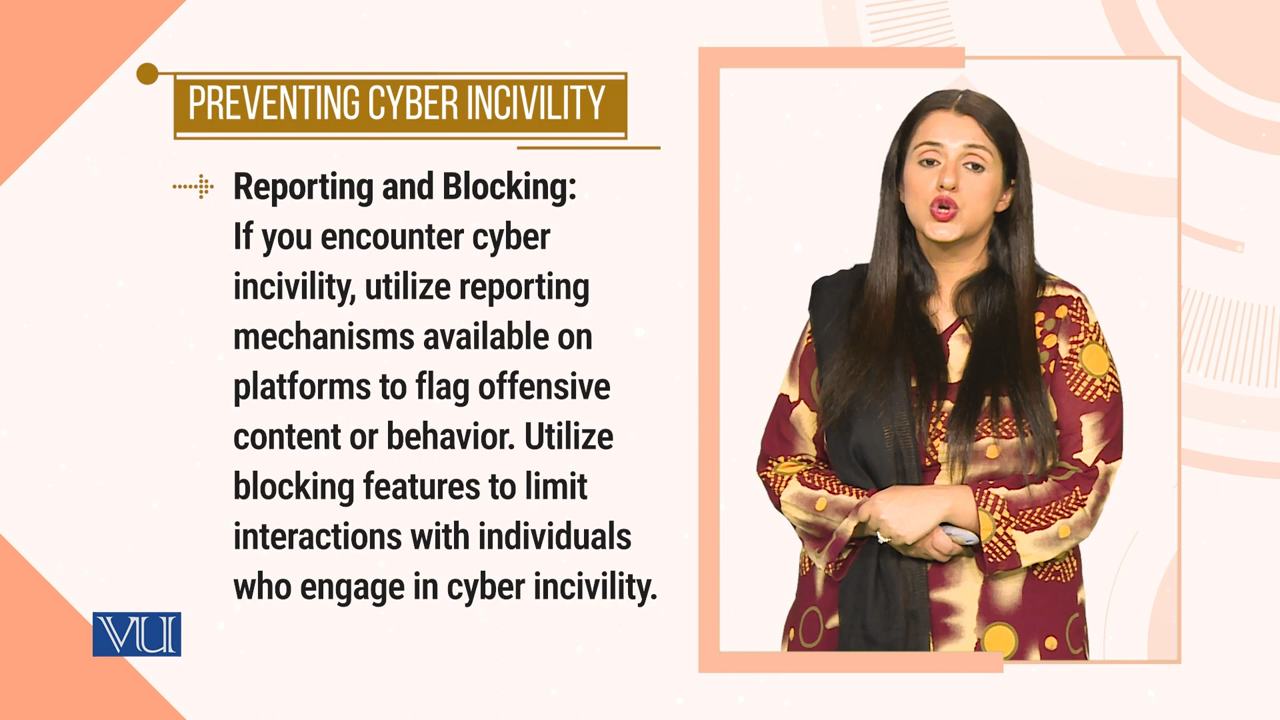 PREVENTING CYBER INCIVILITY
Reporting and Blocking:
If you encounter cyber
incivility, utilize reporting
mechanisms available on
platforms to flag offensive
content or behavior. Utilize
blocking features to limit
interactions with individuals
who engage in cyber incivility.
VU